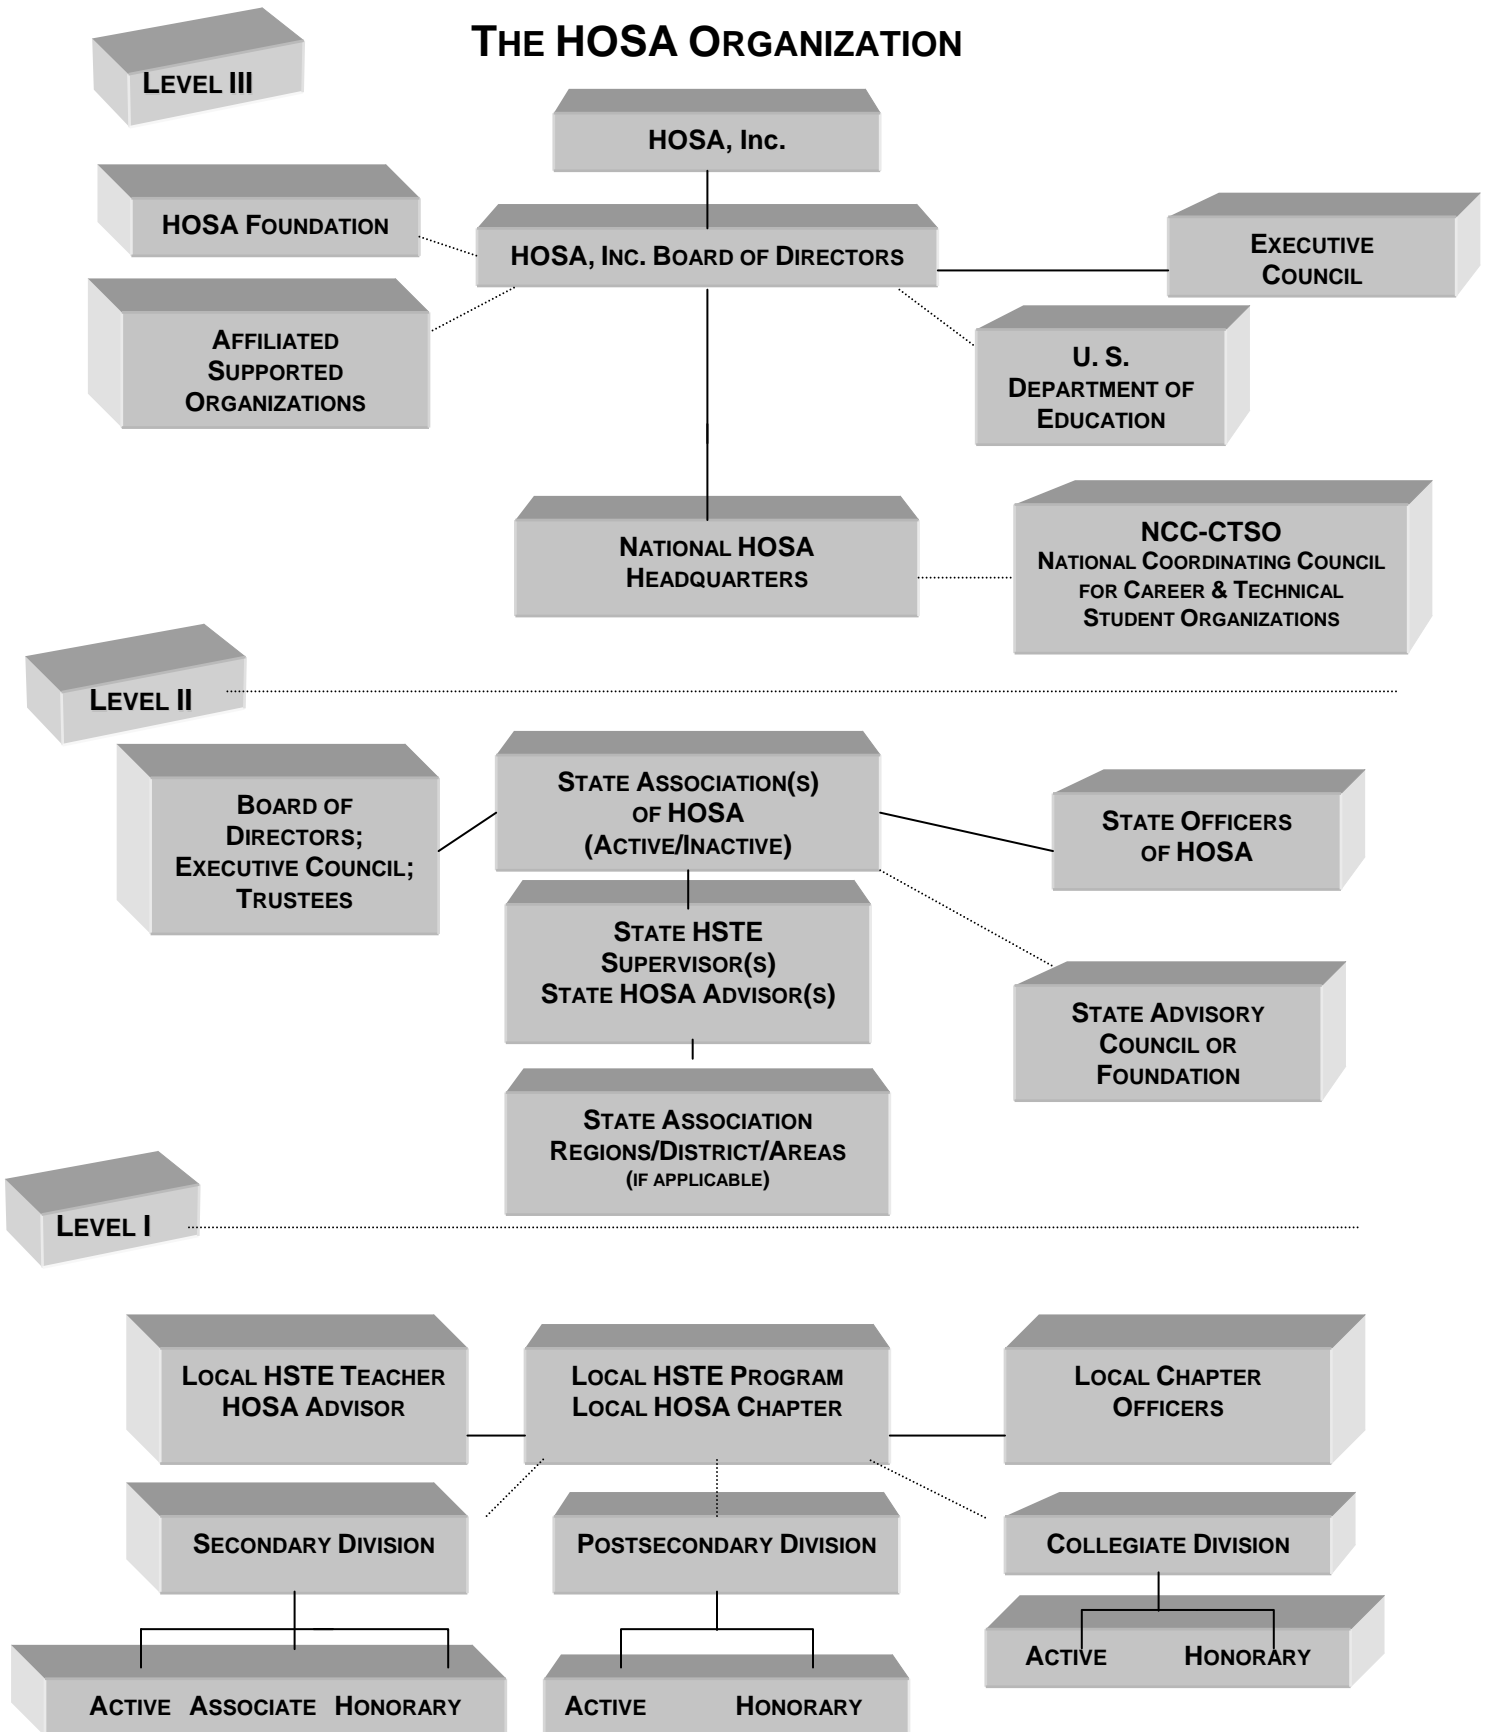 THE HOSA ORGANIZATION
LEVEL III
HOSA, Inc.
HOSA FOUNDATION
HOSA, INC. BOARD OF DIRECTORS
EXECUTIVE
COUNCIL
AFFILIATED
SUPPORTED
ORGANIZATIONS
U. S.
DEPARTMENT OF
EDUCATION
NATIONAL HOSA
HEADQUARTERS
NCC-CTSO
NATIONAL COORDINATING COUNCIL
FOR CAREER & TECHNICAL
STUDENT ORGANIZATIONS
LEVEL II
BOARD OF
DIRECTORS;
EXECUTIVE COUNCIL;
TRUSTEES
STATE ASSOCIATION(S)
OF HOSA
(ACTIVE/INACTIVE)
STATE OFFICERS
OF HOSA
STATE HSTE
SUPERVISOR(S)
STATE HOSA ADVISOR(S)
STATE ADVISORY
COUNCIL OR
FOUNDATION
STATE ASSOCIATION
REGIONS/DISTRICT/AREAS
(IF APPLICABLE)
LEVEL I
LOCAL HSTE TEACHER
HOSA ADVISOR
LOCAL HSTE PROGRAM
LOCAL HOSA CHAPTER
LOCAL CHAPTER
OFFICERS
SECONDARY DIVISION
POSTSECONDARY DIVISION
COLLEGIATE DIVISION
ACTIVE ASSOCIATE HONORARY
ACTIVE HONORARY
ACTIVE HONORARY